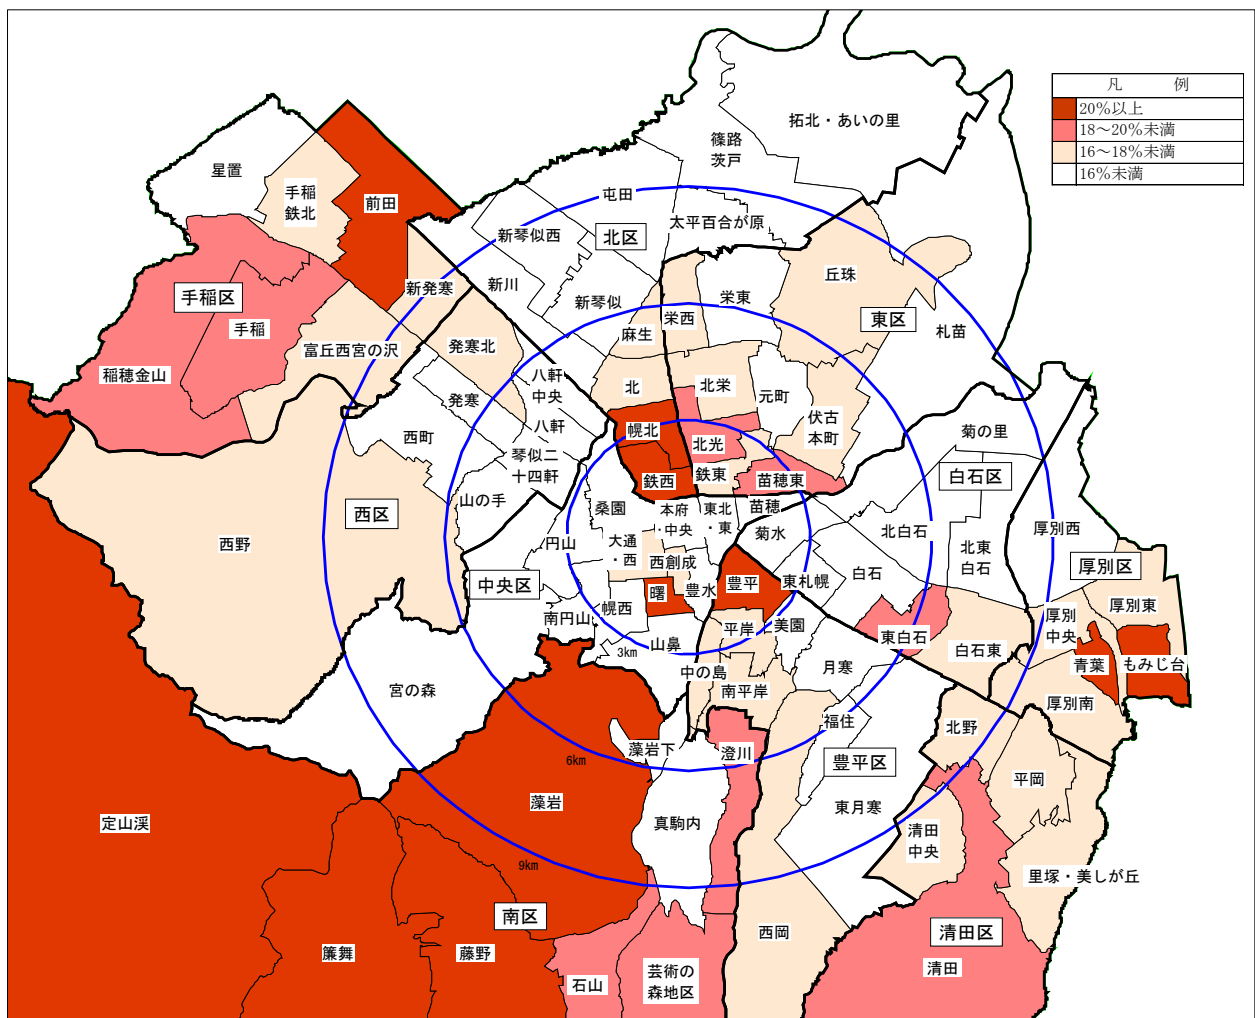 凡　例
20%以上
18～20%未満
16～18%未満
16%未満
拓北・あいの里
篠路
茨戸
星置
手稲
鉄北
前田
屯田
太平百合が原
新琴似西
北区
丘珠
手稲区
新発寒
新川
新琴似
栄東
東区
手稲
麻生
栄西
札苗
富丘西宮の沢
発寒北
稲穂金山
八軒
中央
北
北栄
元町
発寒
伏古
本町
西町
八軒
幌北
北光
菊の里
琴似二
十四軒
鉄西
鉄東
苗穂東
白石区
山の手
西区
桑園
本府
・中央
東北
・東
苗穂
菊水
北白石
厚別西
西野
円山
大通
・西
西創成
北東
白石
厚別区
中央区
曙
豊水
豊平
東札幌
白石
幌西
南円山
厚別東
厚別
中央
平岸
美園
東白石
山鼻
3km
白石東
青葉
もみじ台
中の島
月寒
宮の森
南平岸
厚別南
福住
北野
藻岩下
澄川
6km
豊平区
平岡
藻岩
東月寒
定山渓
真駒内
清田
中央
9km
里塚・美しが丘
南区
西岡
清田区
簾舞
藤野
石山
芸術の
森地区
清田